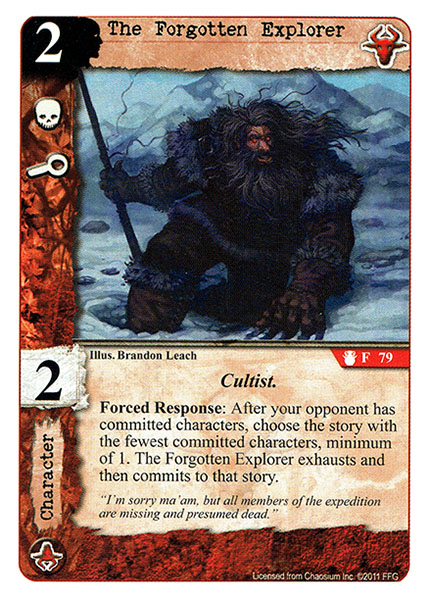 2
The Forgotten Explorer
Illus. Brandon Leach
F 79
2
Character
Cultist.
Forced Response: After your opponent has
committed characters, choose the story with
the fewest committed characters, minimum
of 1. The Forgotten Explorer exhausts and
then commits to that story.
“I’m sorry ma’am, but all members of the expedition
are missing and presumed dead.”
Licensed from Chaosium Inc. ©2011 FFG